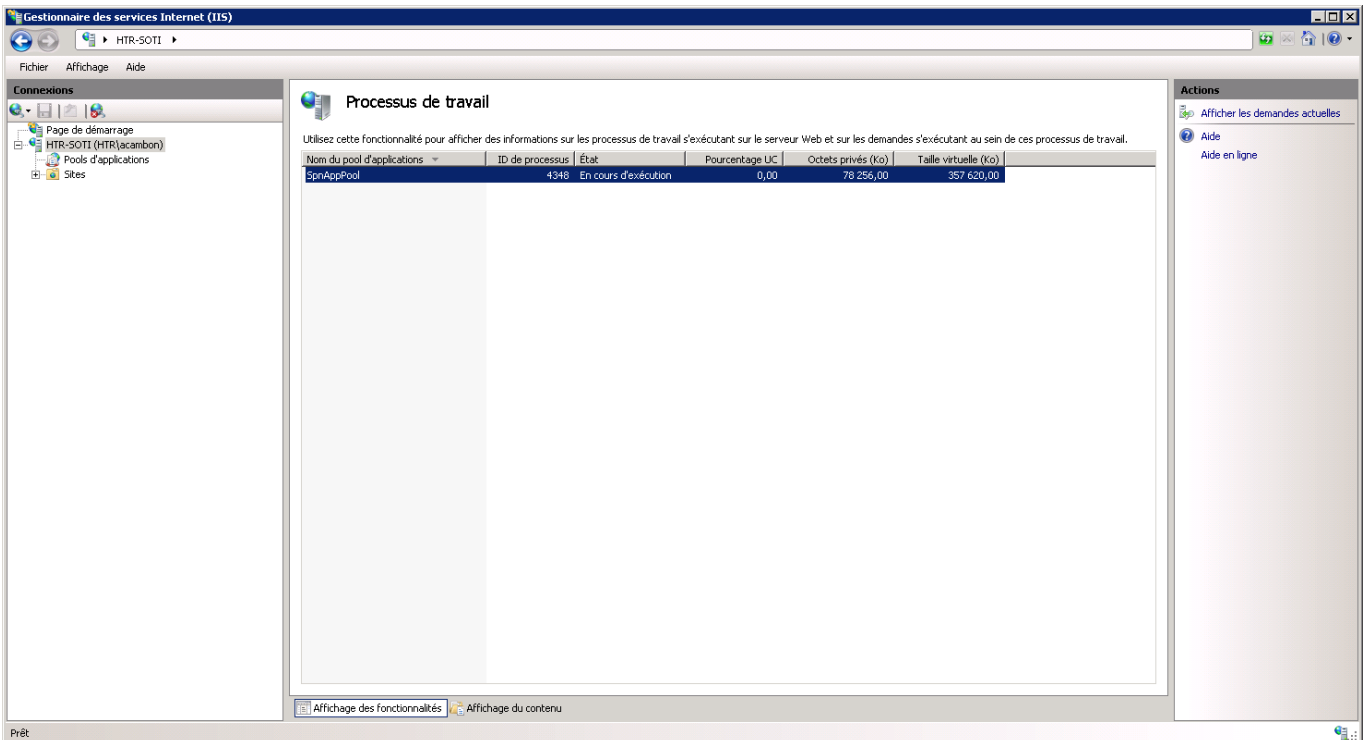 Gestionnaire des services Internet (IIS)
HTR-SOTI
Fichier Affichage Aide
Connexions
Page de démarrage
HTR-SOTI (HTR\acambon)
Pools d'applications
Sites
Processus de travail
Utilisez cette fonctionnalité pour afficher des informations sur les processus de travail s'exécutant sur le serveur Web et sur les demandes s'exécutant au sein de ces processus de travail.
Nom du pool d'applications ID de processus État Pourcentage UC Octets privés (Ko) Taille virtuelle (Ko)
SpnAppPool 4348 En cours d'exécution 0,00 78 256,00 357 620,00
Actions
Afficher les demandes actuelles
Aide
Aide en ligne
Affichage des fonctionnalités Affichage du contenu
Prêt